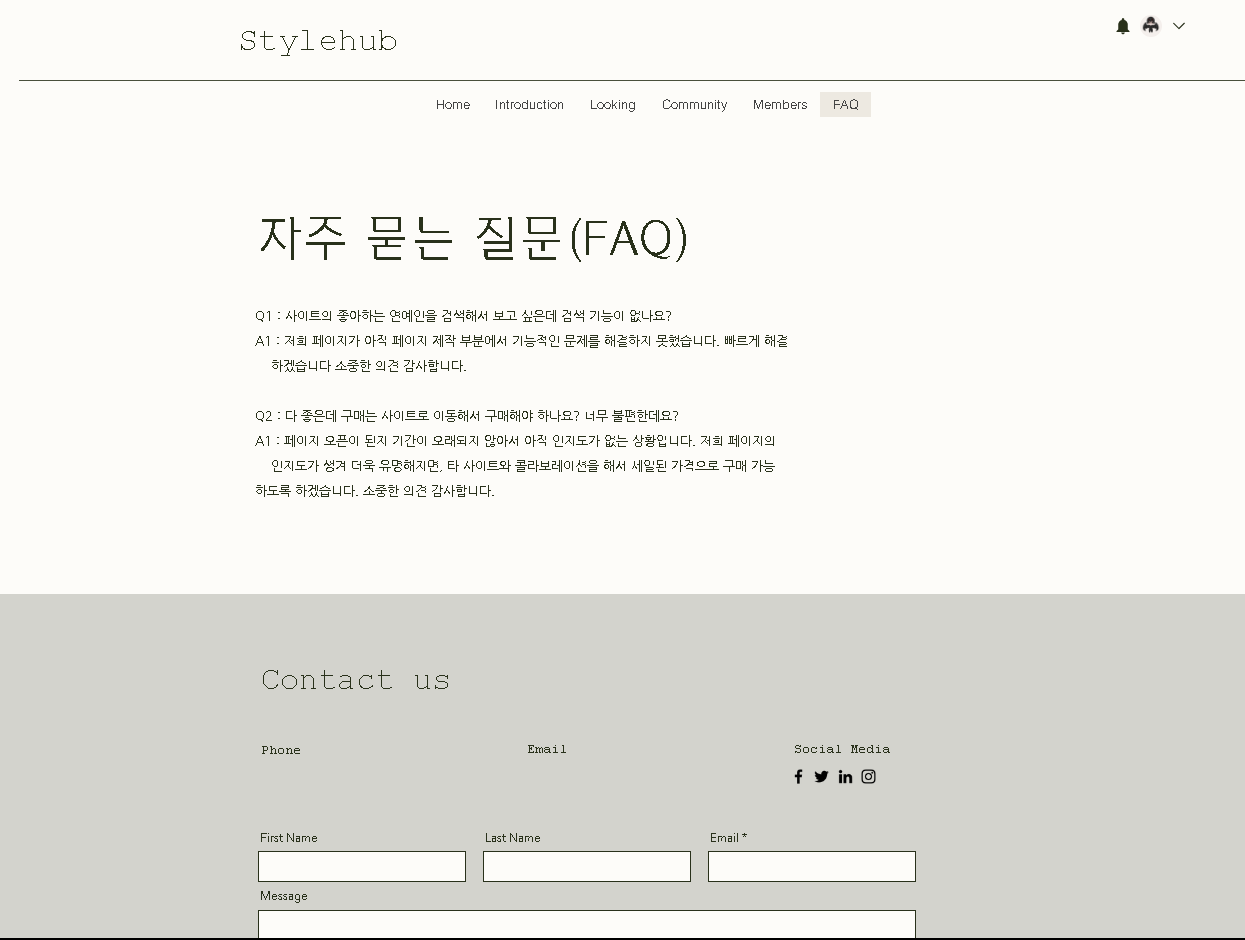 Stylehub
Home Introduction Looking Community Members FAQ
자주 묻는 질문(FAQ)
Q1 : 사이트의 좋아하는 연예인을 검색해서 보고 싶은데 검색 기능이 없나요?
A1 : 저희 페이지가 아직 페이지 제작 부분에서 기능적인 문제를 해결하지 못했습니다. 빠르게 해결
하겠습니다 소중한 의견 감사합니다.
Q2 : 다 좋은데 구매는 사이트로 이동해서 구매해야 하나요? 너무 불편한데요?
A1 : 페이지 오픈이 된지 기간이 오래되지 않아서 아직 인지도가 없는 상황입니다. 저희 페이지의
인지도가 생겨 더욱 유명해지면, 타 사이트와 콜라보레이션을 해서 세일된 가격으로 구매 가능
하도록 하겠습니다. 소중한 의견 감사합니다.
Contact us
Phone Email Social Media
First Name Last Name Email *
Message